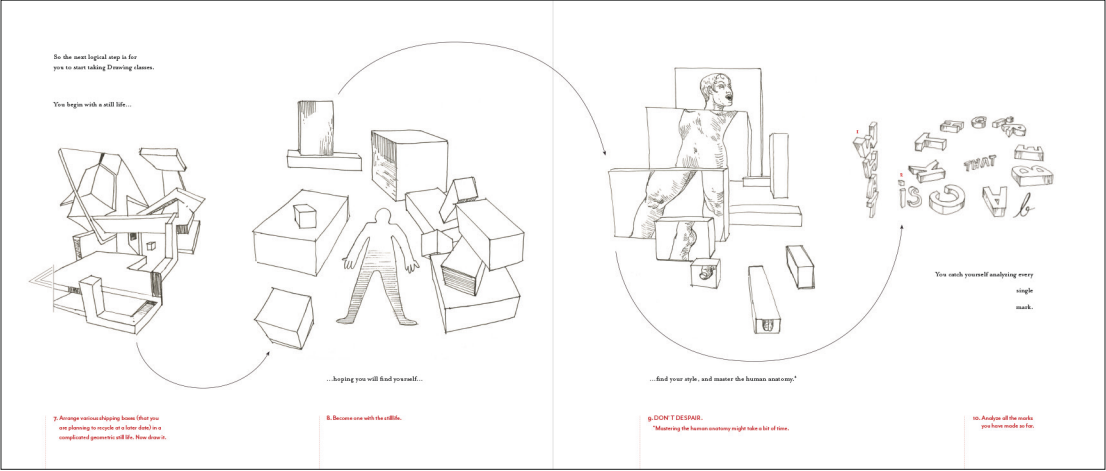 So the next logical step is for
you to start taking Drawing classes.
You begin with a still life...
...hoping you will find yourself...
...find your style, and master the human anatomy.*
THAT
IS
You catch yourself analyzing every
single
mark.
7. Arrange various shipping boxes (that you
are planning to recycle at a later date) in a
complicated geometric still life. Now draw it.
8. Become one with the stilllife.
9. DON'T DESPAIR.
*Mastering the human anatomy might take a bit of time.
10. Analyze all the marks
you have made so far.